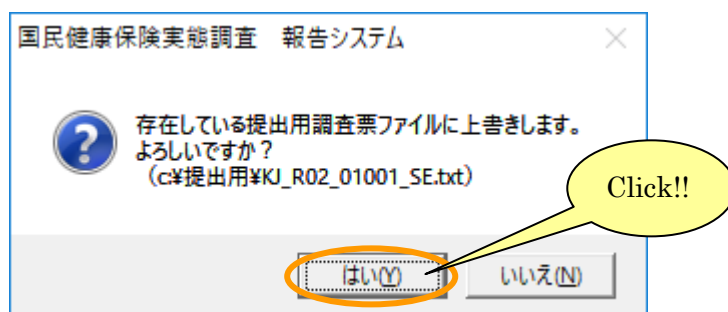 国民健康保険実態調査　報告システム
存在している提出用調査票ファイルに上書きします。
よろしいですか？
（c:¥提出用¥KJ_R02_01001_SE.txt）
Click!!
はい(Y)
いいえ(N)